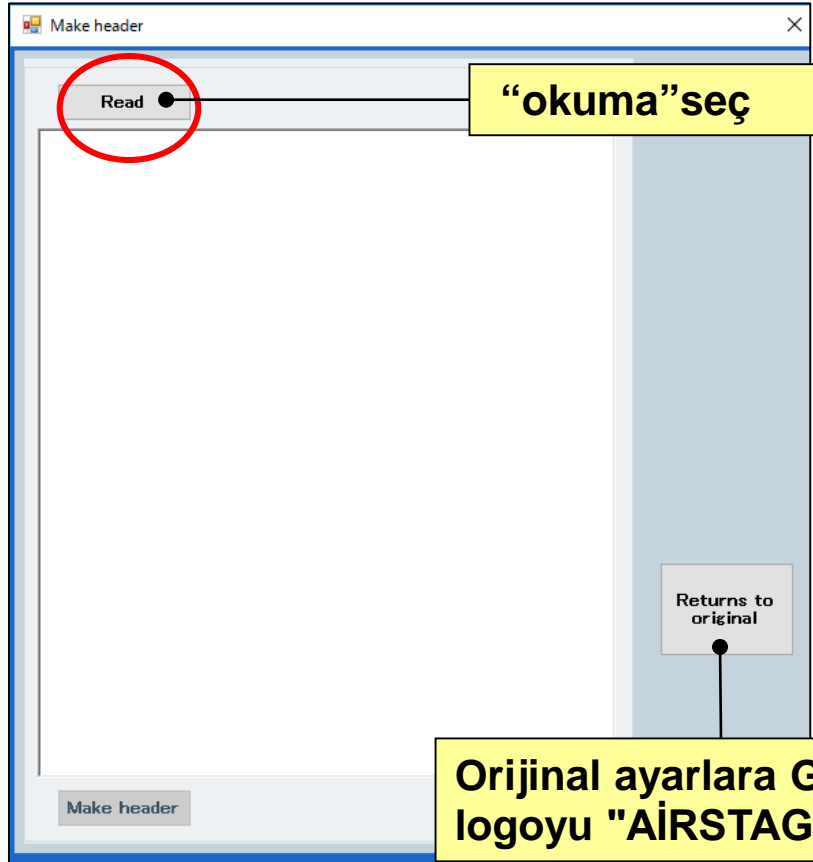 Make header
Read
“okuma”seç
Returns to
original
Orijinal ayarlara
logoyu "AİRSTAG
Make header